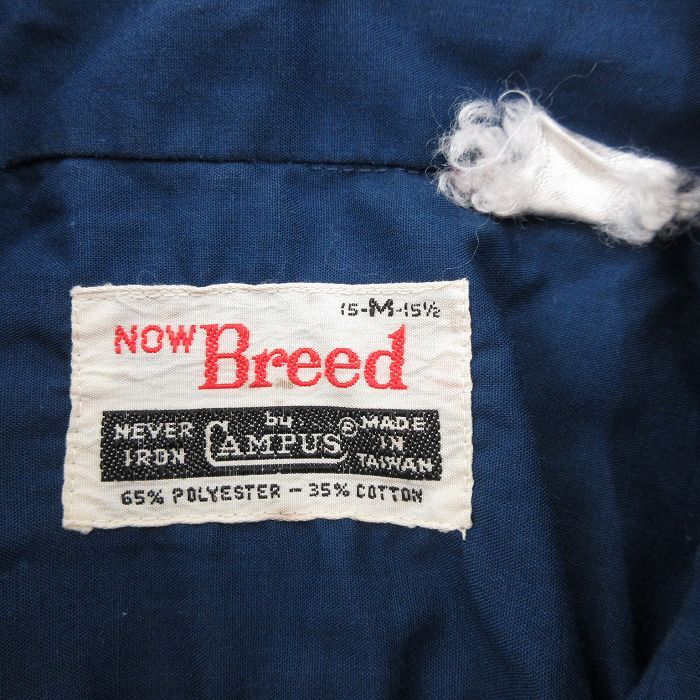 15-M-15½
NOW Breed
by
NEVER CAMPUS® MADE
IRON IN
TAIWAN
65% POLYESTER – 35% COTTON